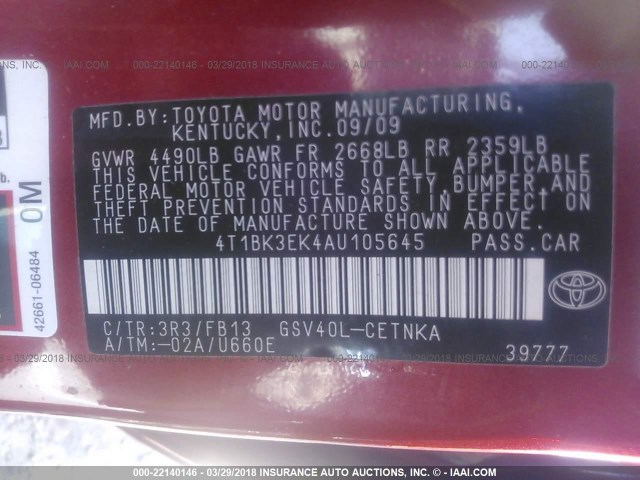 000-22140146 - 03/29/2018 INSURANCE AUTO AUCTIONS, INC. - © - IAAI.COM
MFD.BY:TOYOTA MOTOR MANUFACTURING,
KENTUCKY,INC.09/09
GVWR 4490LB GAWR FR 2668LB RR 2359LB
THIS VEHICLE CONFORMS TO ALL APPLICABLE
FEDERAL MOTOR VEHICLE SAFETY,BUMPER,AND
THEFT PREVENTION STANDARDS IN EFFECT ON
THE DATE OF MANUFACTURE SHOWN ABOVE.
4T1BK3EK4AU105645 PASS.CAR
C/TR:3R3/FB13 GSV40L-CETNKA
A/TM:-02A/U660E
39777
TOYOTA
0M
42661-06484
000-22140146 - 03/29/2018 INSURANCE AUTO AUCTIONS, INC. - © - IAAI.COM